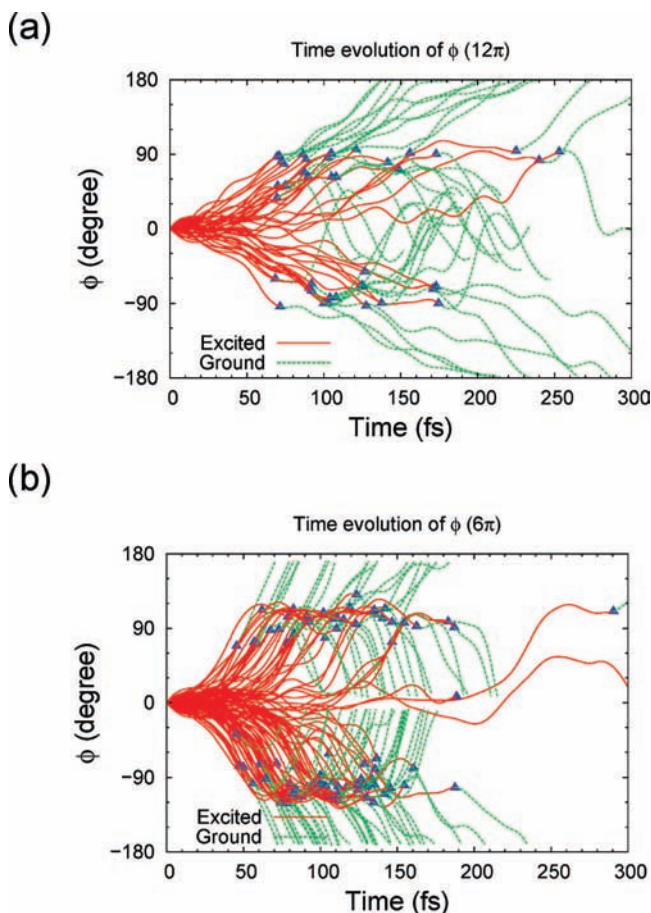 (a)
Time evolution of ϕ (12π)
180
90
0
−90
−180
ϕ (degree)
Excited
Ground
0 50 100 150 200 250 300
Time (fs)
(b)
Time evolution of ϕ (6π)
180
90
0
−90
−180
ϕ (degree)
Excited
Ground
0 50 100 150 200 250 300
Time (fs)